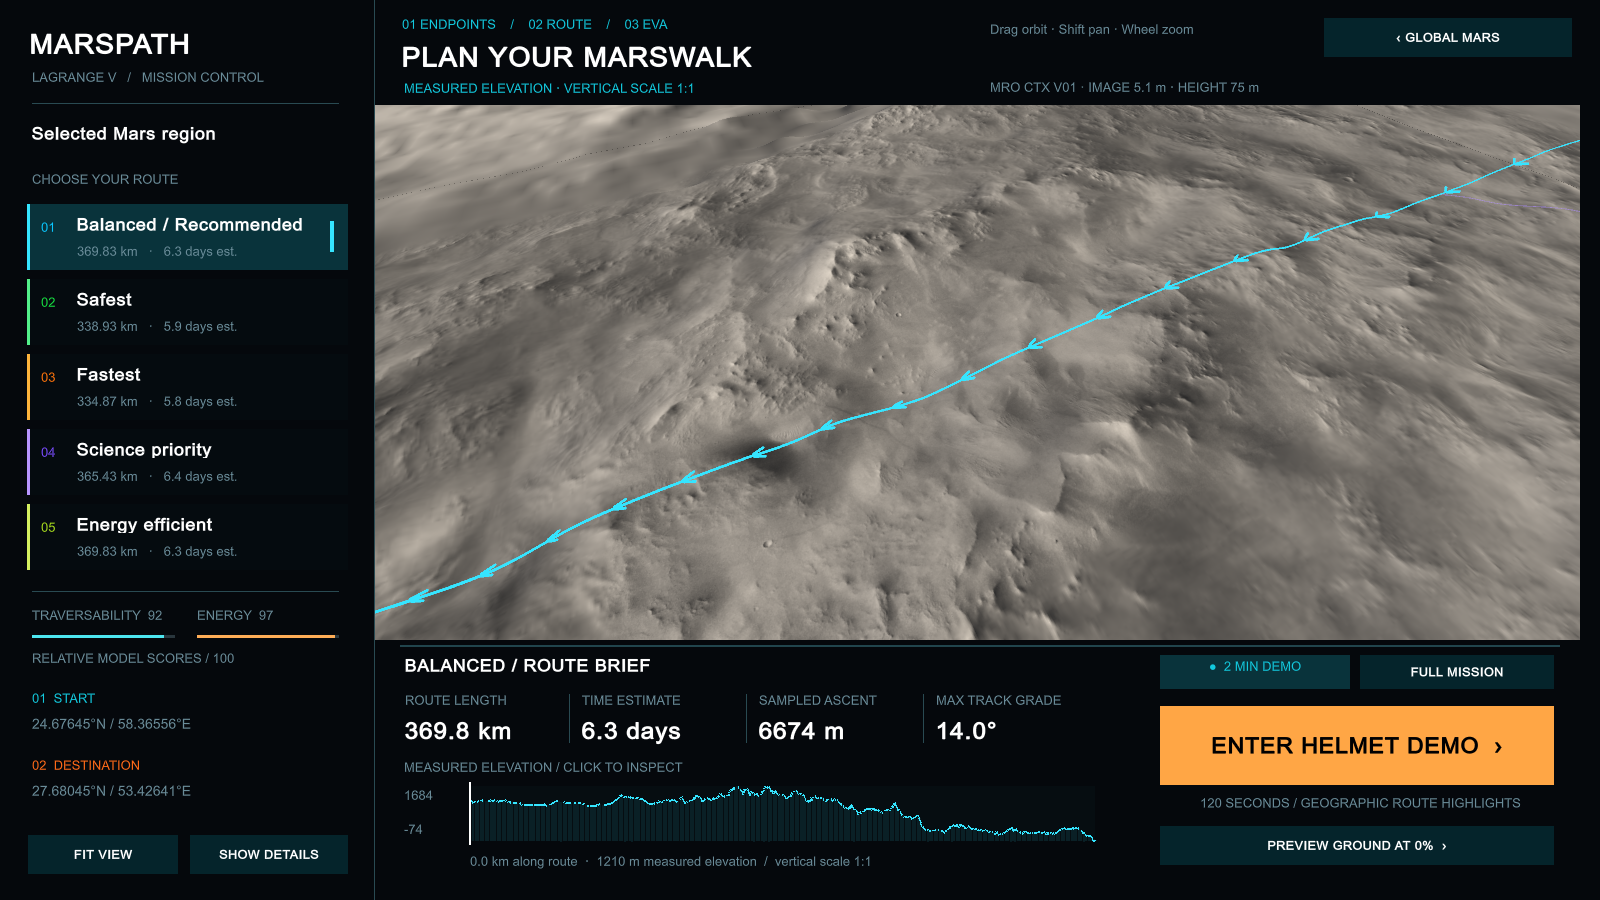 MARSPATH
LAGRANGE V / MISSION CONTROL
Selected Mars region
CHOOSE YOUR ROUTE
01 Balanced / Recommended
369.83 km · 6.3 days est.
02 Safest
338.93 km · 5.9 days est.
03 Fastest
334.87 km · 5.8 days est.
04 Science priority
365.43 km · 6.4 days est.
05 Energy efficient
369.83 km · 6.3 days est.
TRAVERSABILITY 92 ENERGY 97
RELATIVE MODEL SCORES / 100
01 START
24.67645°N / 58.36556°E
02 DESTINATION
27.68045°N / 53.42641°E
FIT VIEW SHOW DETAILS
01 ENDPOINTS / 02 ROUTE / 03 EVA
PLAN YOUR MARSWALK
MEASURED ELEVATION · VERTICAL SCALE 1:1
Drag orbit · Shift pan · Wheel zoom
MRO CTX V01 · IMAGE 5.1 m · HEIGHT 75 m
‹ GLOBAL MARS
BALANCED / ROUTE BRIEF
ROUTE LENGTH TIME ESTIMATE SAMPLED ASCENT MAX TRACK GRADE
369.8 km 6.3 days 6674 m 14.0°
MEASURED ELEVATION / CLICK TO INSPECT
1684
-74
0.0 km along route · 1210 m measured elevation / vertical scale 1:1
● 2 MIN DEMO FULL MISSION
ENTER HELMET DEMO ›
120 SECONDS / GEOGRAPHIC ROUTE HIGHLIGHTS
PREVIEW GROUND AT 0% ›